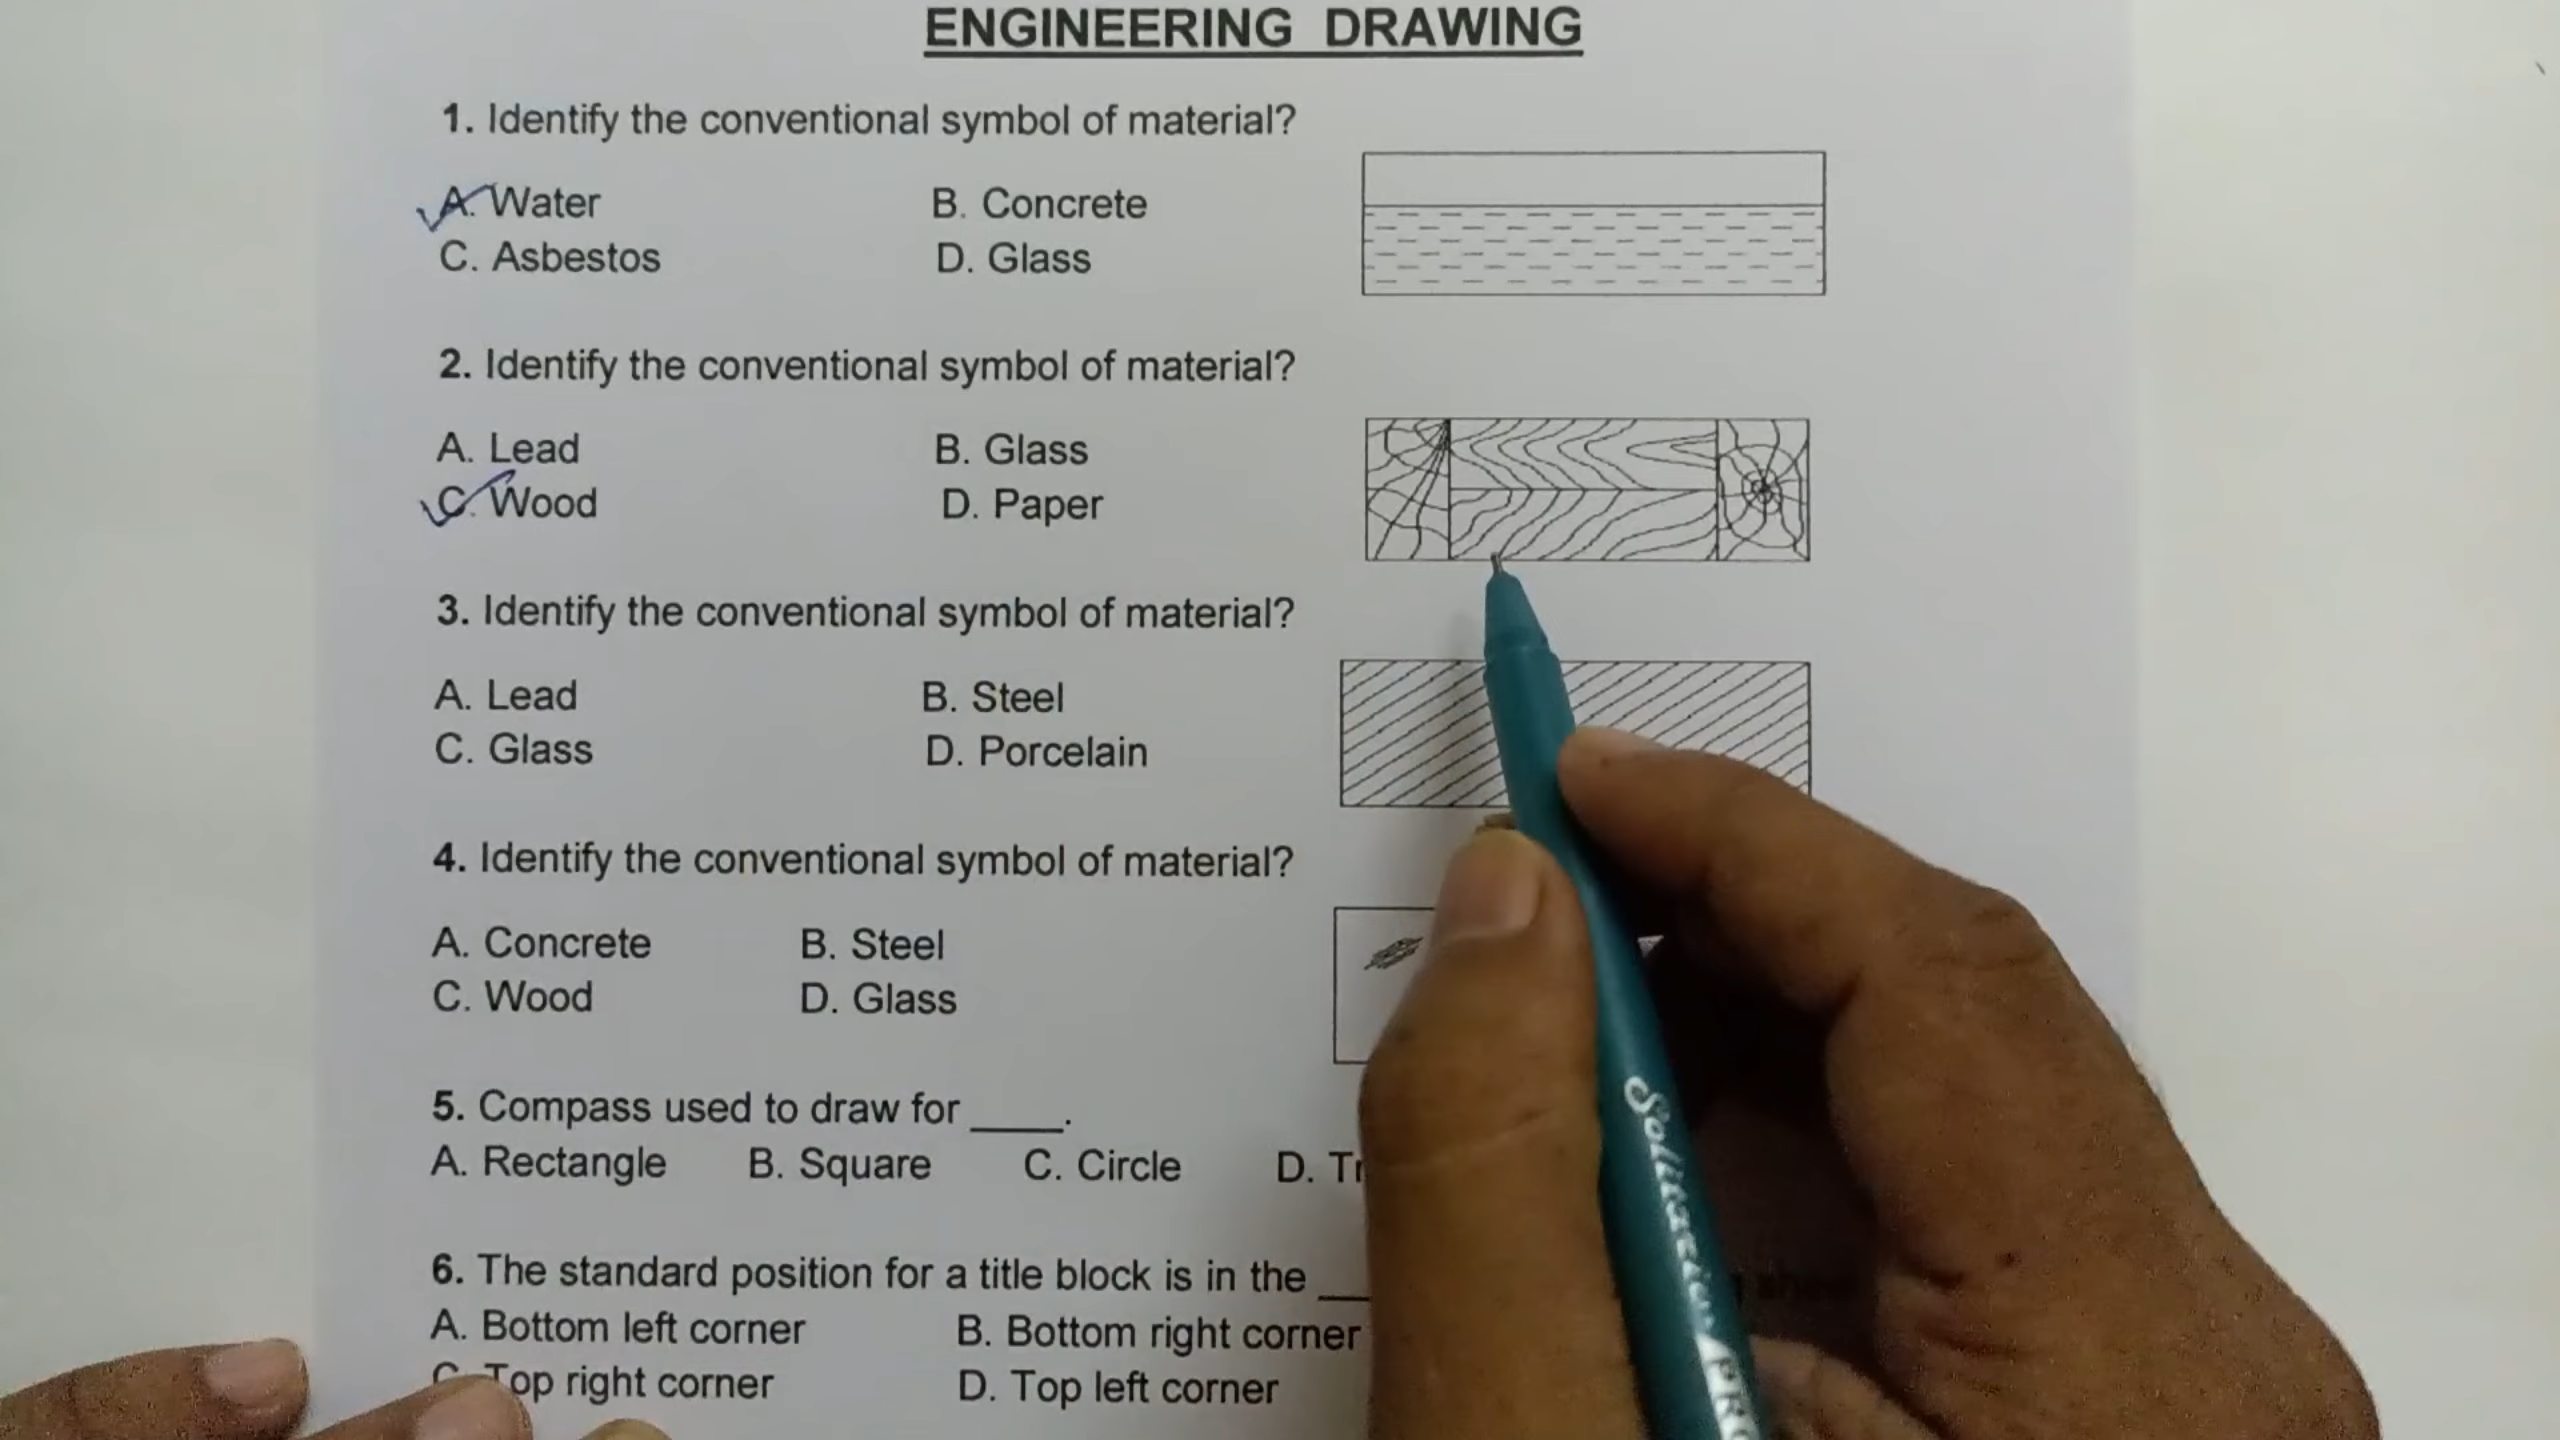 ENGINEERING DRAWING
1. Identify the conventional symbol of material?
A. Water B. Concrete
C. Asbestos D. Glass
2. Identify the conventional symbol of material?
A. Lead B. Glass
C. Wood D. Paper
3. Identify the conventional symbol of material?
A. Lead B. Steel
C. Glass D. Porcelain
4. Identify the conventional symbol of material?
A. Concrete B. Steel
C. Wood D. Glass
5. Compass used to draw for ____.
A. Rectangle B. Square C. Circle D. Tr
6. The standard position for a title block is in the ___
A. Bottom left corner B. Bottom right corner
C. Top right corner D. Top left corner
Solitaire PRO